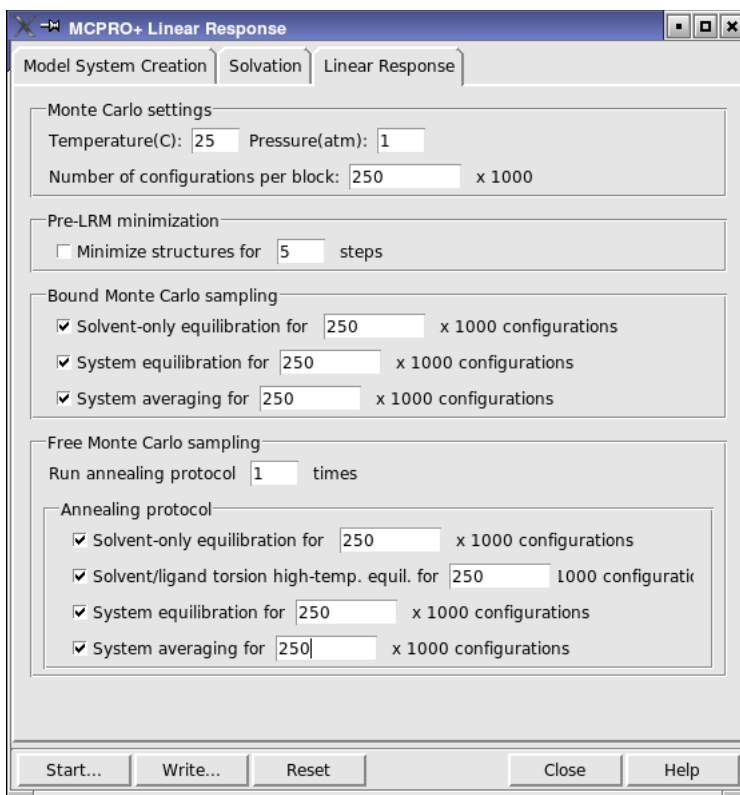 MCPRO+ Linear Response
Model System Creation Solvation Linear Response
Monte Carlo settings
Temperature(C): 25 Pressure(atm): 1
Number of configurations per block: 250 x 1000
Pre-LRM minimization
Minimize structures for 5 steps
Bound Monte Carlo sampling
Solvent-only equilibration for 250 x 1000 configurations
System equilibration for 250 x 1000 configurations
System averaging for 250 x 1000 configurations
Free Monte Carlo sampling
Run annealing protocol 1 times
Annealing protocol
Solvent-only equilibration for 250 x 1000 configurations
Solvent/ligand torsion high-temp. equil. for 250 1000 configuratic
System equilibration for 250 x 1000 configurations
System averaging for 250 x 1000 configurations
Start... Write... Reset Close Help